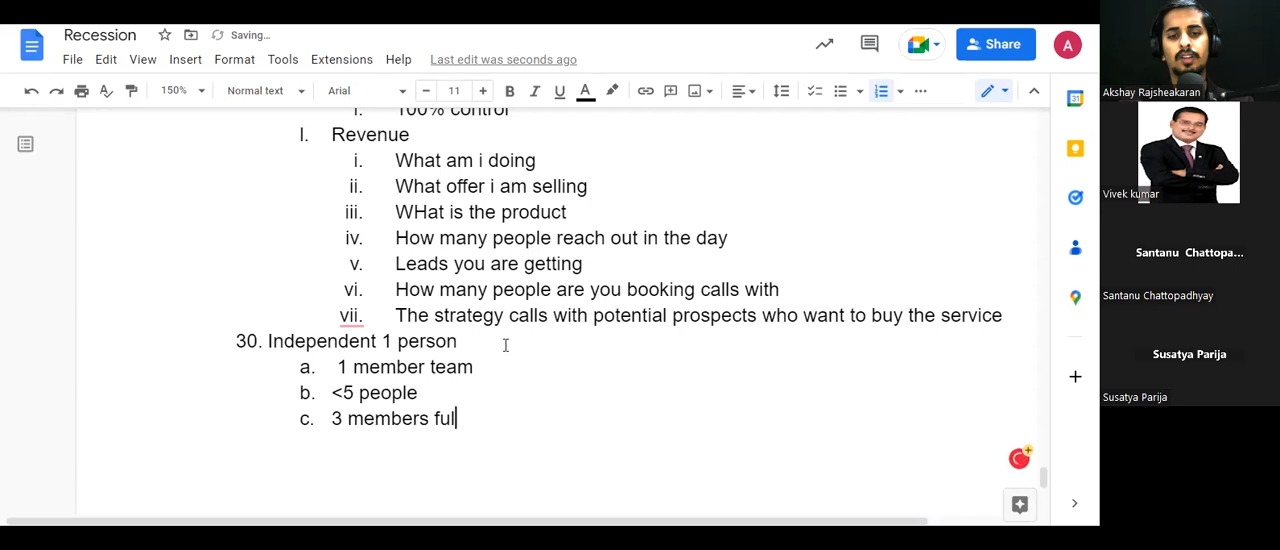 Recession
Saving...
File Edit View Insert Format Tools Extensions Help Last edit was seconds ago
Share
A
150% Normal text Arial 11
i. 100% control
l. Revenue
i. What am i doing
ii. What offer i am selling
iii. WHat is the product
iv. How many people reach out in the day
v. Leads you are getting
vi. How many people are you booking calls with
vii. The strategy calls with potential prospects who want to buy the service
30. Independent 1 person
a. 1 member team
b. <5 people
c. 3 members ful
Akshay Rajsheakaran
Vivek kumar
Santanu Chattopa...
Santanu Chattopadhyay
Susatya Parija
Susatya Parija
31